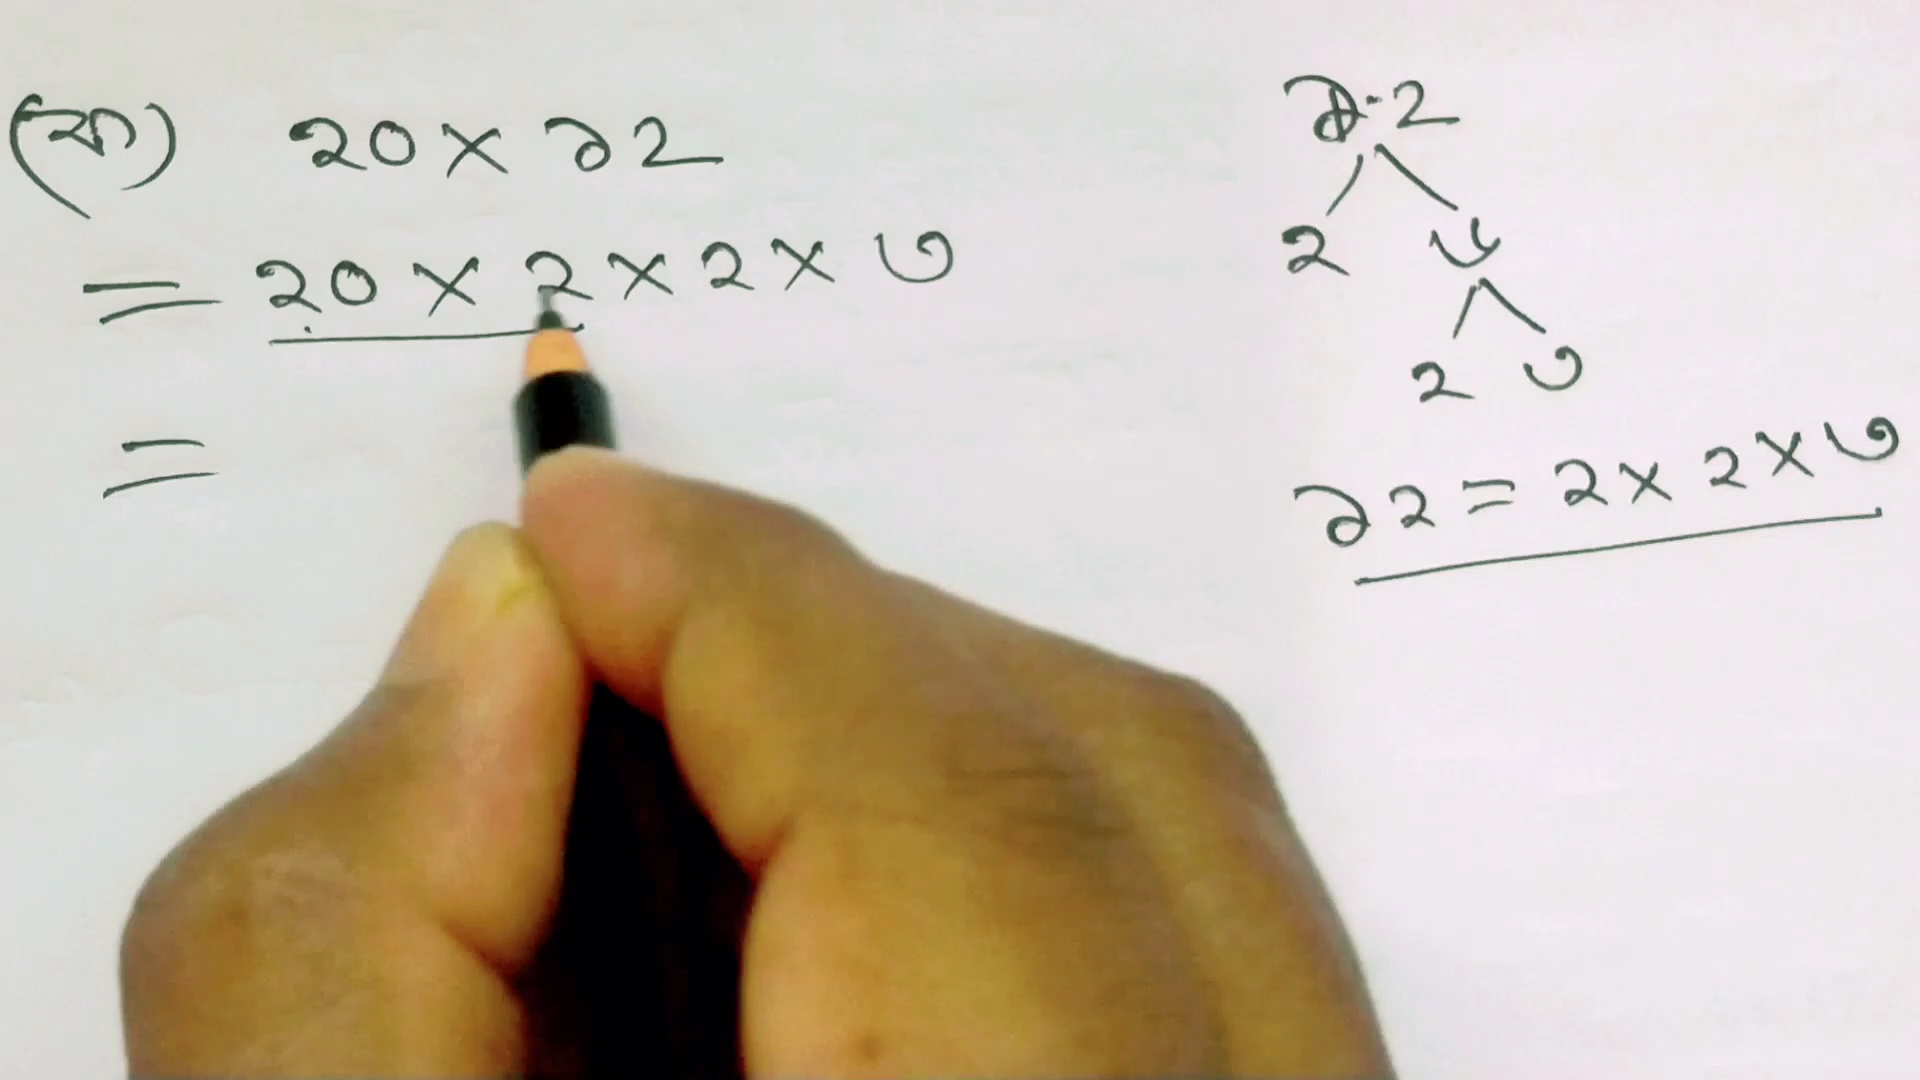 (ক) ২০ × ১২
= ২০ × ২ × ২ × ৩
=
১২
২ ৬
২ ৩
১২ = ২ × ২ × ৩